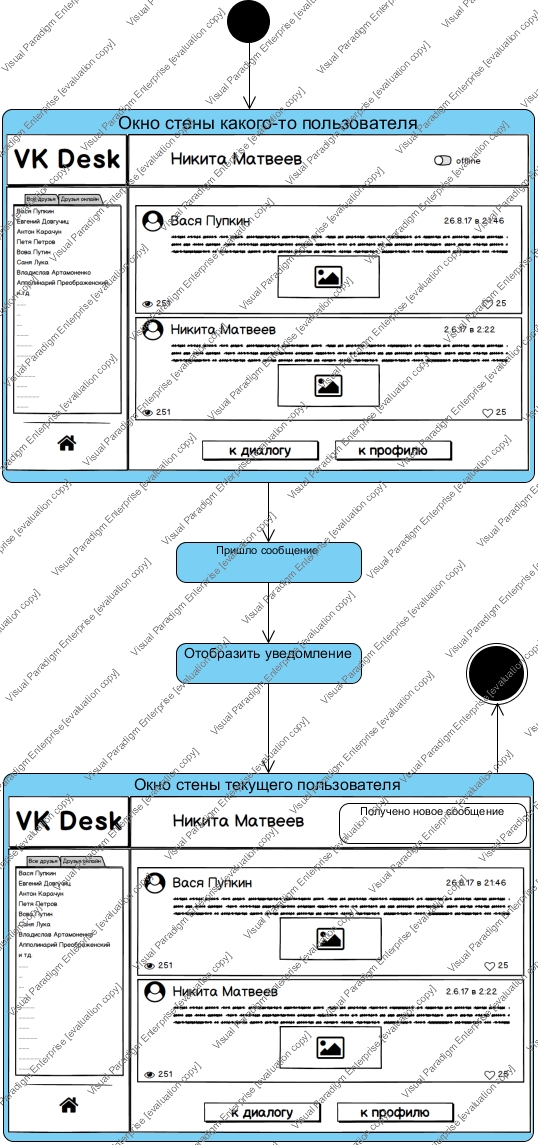 Окно стены какого-то пользователя
VK Desk
Никита Матвеев
offline
Все друзья
Друзья онлайн
Вася Пупкин
Евгений Довгучиц
Антон Карачун
Петя Петров
Вова Путин
Саня Лука
Владислав Артамоненко
Апполинарий Преображенский
и т.д.
Вася Пупкин
26.8.17 в 21:46
251
25
Никита Матвеев
2.6.17 в 2:22
251
25
к диалогу
к профилю
Пришло сообщение
Отобразить уведомление
Окно стены текущего пользователя
VK Desk
Никита Матвеев
Получено новое сообщение
Все друзья
Друзья онлайн
Вася Пупкин
Евгений Довгучиц
Антон Карачун
Петя Петров
Вова Путин
Саня Лука
Владислав Артамоненко
Апполинарий Преображенский
и т.д.
Вася Пупкин
26.8.17 в 21:46
251
25
Никита Матвеев
2.6.17 в 2:22
251
25
к диалогу
к профилю
Visual Paradigm Enterprise [evaluation copy]